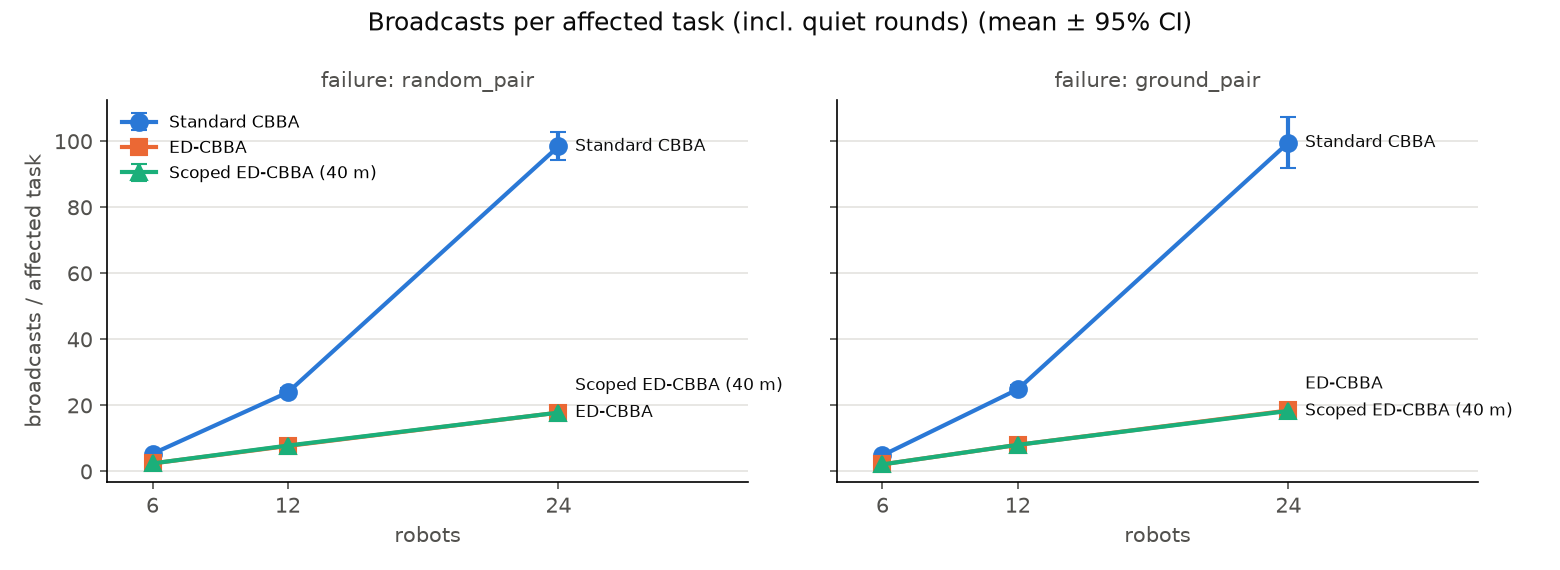 Broadcasts per affected task (incl. quiet rounds) (mean ± 95% CI)
failure: random_pair
broadcasts / affected task
100
80
60
40
20
0
Standard CBBA
ED-CBBA
Scoped ED-CBBA (40 m)
Standard CBBA
Scoped ED-CBBA (40 m)
ED-CBBA
6
12
24
robots
failure: ground_pair
Standard CBBA
ED-CBBA
Scoped ED-CBBA (40 m)
6
12
24
robots